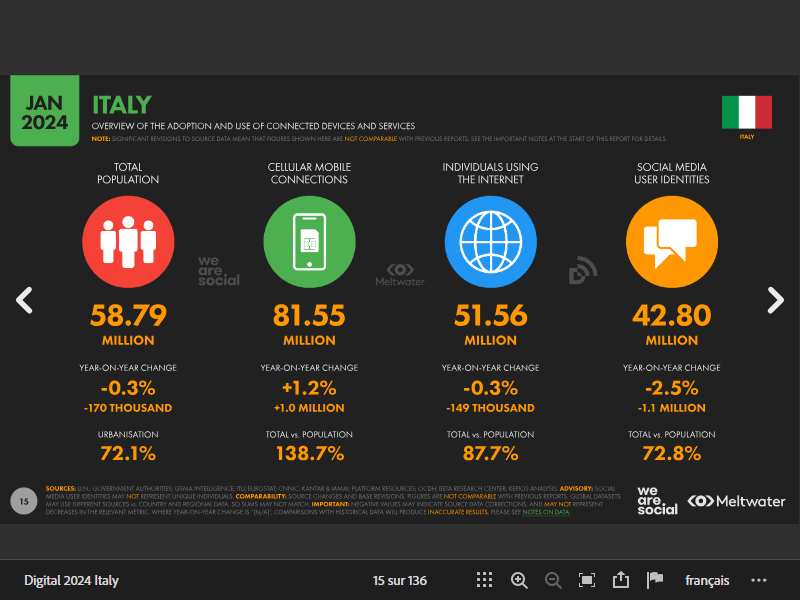 JAN
2024
ITALY
OVERVIEW OF THE ADOPTION AND USE OF CONNECTED DEVICES AND SERVICES
NOTE: SIGNIFICANT REVISIONS TO SOURCE DATA MEAN THAT FIGURES SHOWN HERE ARE NOT COMPARABLE WITH PREVIOUS REPORTS. SEE THE IMPORTANT NOTES AT THE START OF THIS REPORT FOR DETAILS.
ITALY
TOTAL
POPULATION
58.79
MILLION
YEAR-ON-YEAR CHANGE
-0.3%
-170 THOUSAND
URBANISATION
72.1%
CELLULAR MOBILE
CONNECTIONS
81.55
MILLION
YEAR-ON-YEAR CHANGE
+1.2%
+1.0 MILLION
TOTAL vs. POPULATION
138.7%
INDIVIDUALS USING
THE INTERNET
51.56
MILLION
YEAR-ON-YEAR CHANGE
-0.3%
-149 THOUSAND
TOTAL vs. POPULATION
87.7%
SOCIAL MEDIA
USER IDENTITIES
42.80
MILLION
YEAR-ON-YEAR CHANGE
-2.5%
-1.1 MILLION
TOTAL vs. POPULATION
72.8%
we
are
social
Meltwater
15
SOURCES: U.N.; GOVERNMENT AUTHORITIES; GSMA INTELLIGENCE; ITU; EUROSTAT; CNNIC; KANTAR & IAMAI; PLATFORM RESOURCES; OCDH; BETA RESEARCH CENTER; KEPIOS ANALYSIS. ADVISORY: SOCIAL
MEDIA USER IDENTITIES MAY NOT REPRESENT UNIQUE INDIVIDUALS. COMPARABILITY: SOURCE CHANGES AND BASE REVISIONS. FIGURES ARE NOT COMPARABLE WITH PREVIOUS REPORTS. GLOBAL DATASETS
MAY USE DIFFERENT SOURCES vs. COUNTRY AND REGIONAL DATA, SO SUMS MAY NOT MATCH. IMPORTANT: NEGATIVE VALUES MAY INDICATE SOURCE DATA CORRECTIONS, AND MAY NOT REPRESENT
DECREASES IN THE RELEVANT METRIC. WHERE YEAR-ON-YEAR CHANGE IS "[N/A]", COMPARISONS WITH HISTORICAL DATA WILL PRODUCE INACCURATE RESULTS. PLEASE SEE NOTES ON DATA.
we
are.
social
Meltwater
Digital 2024 Italy
15 sur 136
français